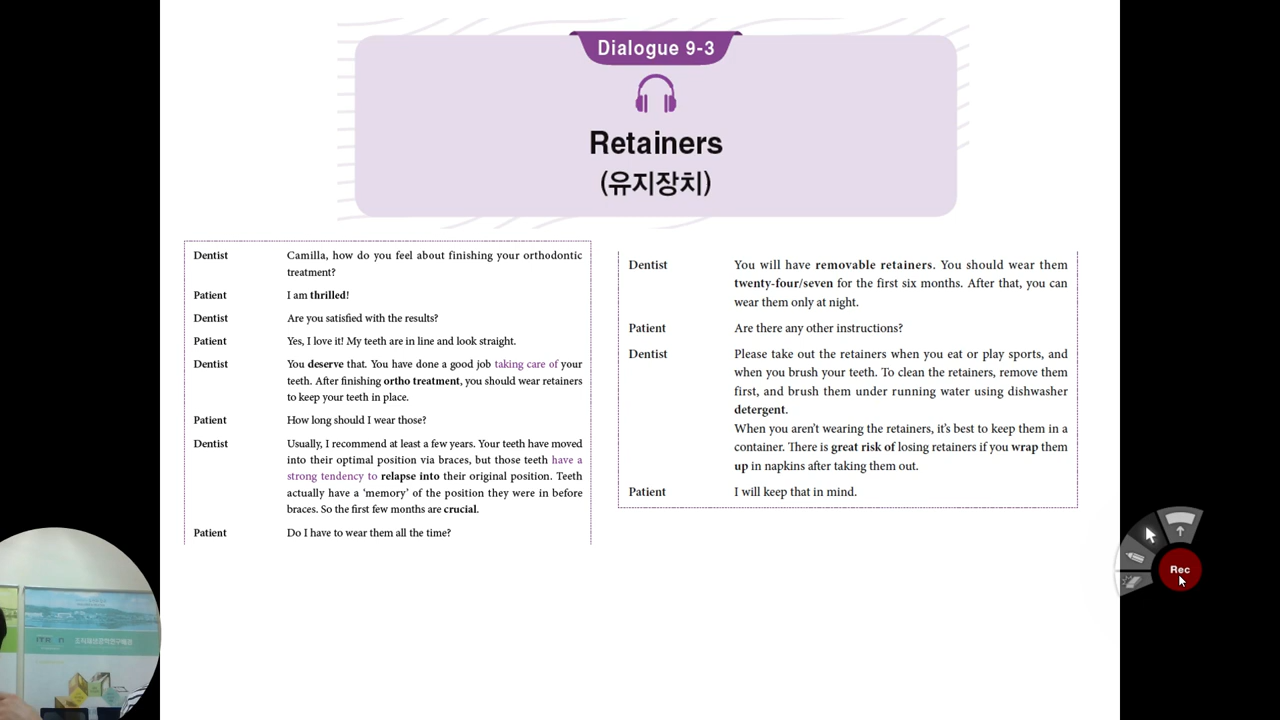 Dialogue 9-3
Retainers
(유지장치)
Dentist Camilla, how do you feel about finishing your orthodontic
treatment?
Patient I am thrilled!
Dentist Are you satisfied with the results?
Patient Yes, I love it! My teeth are in line and look straight.
Dentist You deserve that. You have done a good job taking care of your
teeth. After finishing ortho treatment, you should wear retainers
to keep your teeth in place.
Patient How long should I wear those?
Dentist Usually, I recommend at least a few years. Your teeth have moved
into their optimal position via braces, but those teeth have a
strong tendency to relapse into their original position. Teeth
actually have a ‘memory’ of the position they were in before
braces. So the first few months are crucial.
Patient Do I have to wear them all the time?
Dentist You will have removable retainers. You should wear them
twenty-four/seven for the first six months. After that, you can
wear them only at night.
Patient Are there any other instructions?
Dentist Please take out the retainers when you eat or play sports, and
when you brush your teeth. To clean the retainers, remove them
first, and brush them under running water using dishwasher
detergent.
When you aren’t wearing the retainers, it’s best to keep them in a
container. There is great risk of losing retainers if you wrap them
up in napkins after taking them out.
Patient I will keep that in mind.
Rec